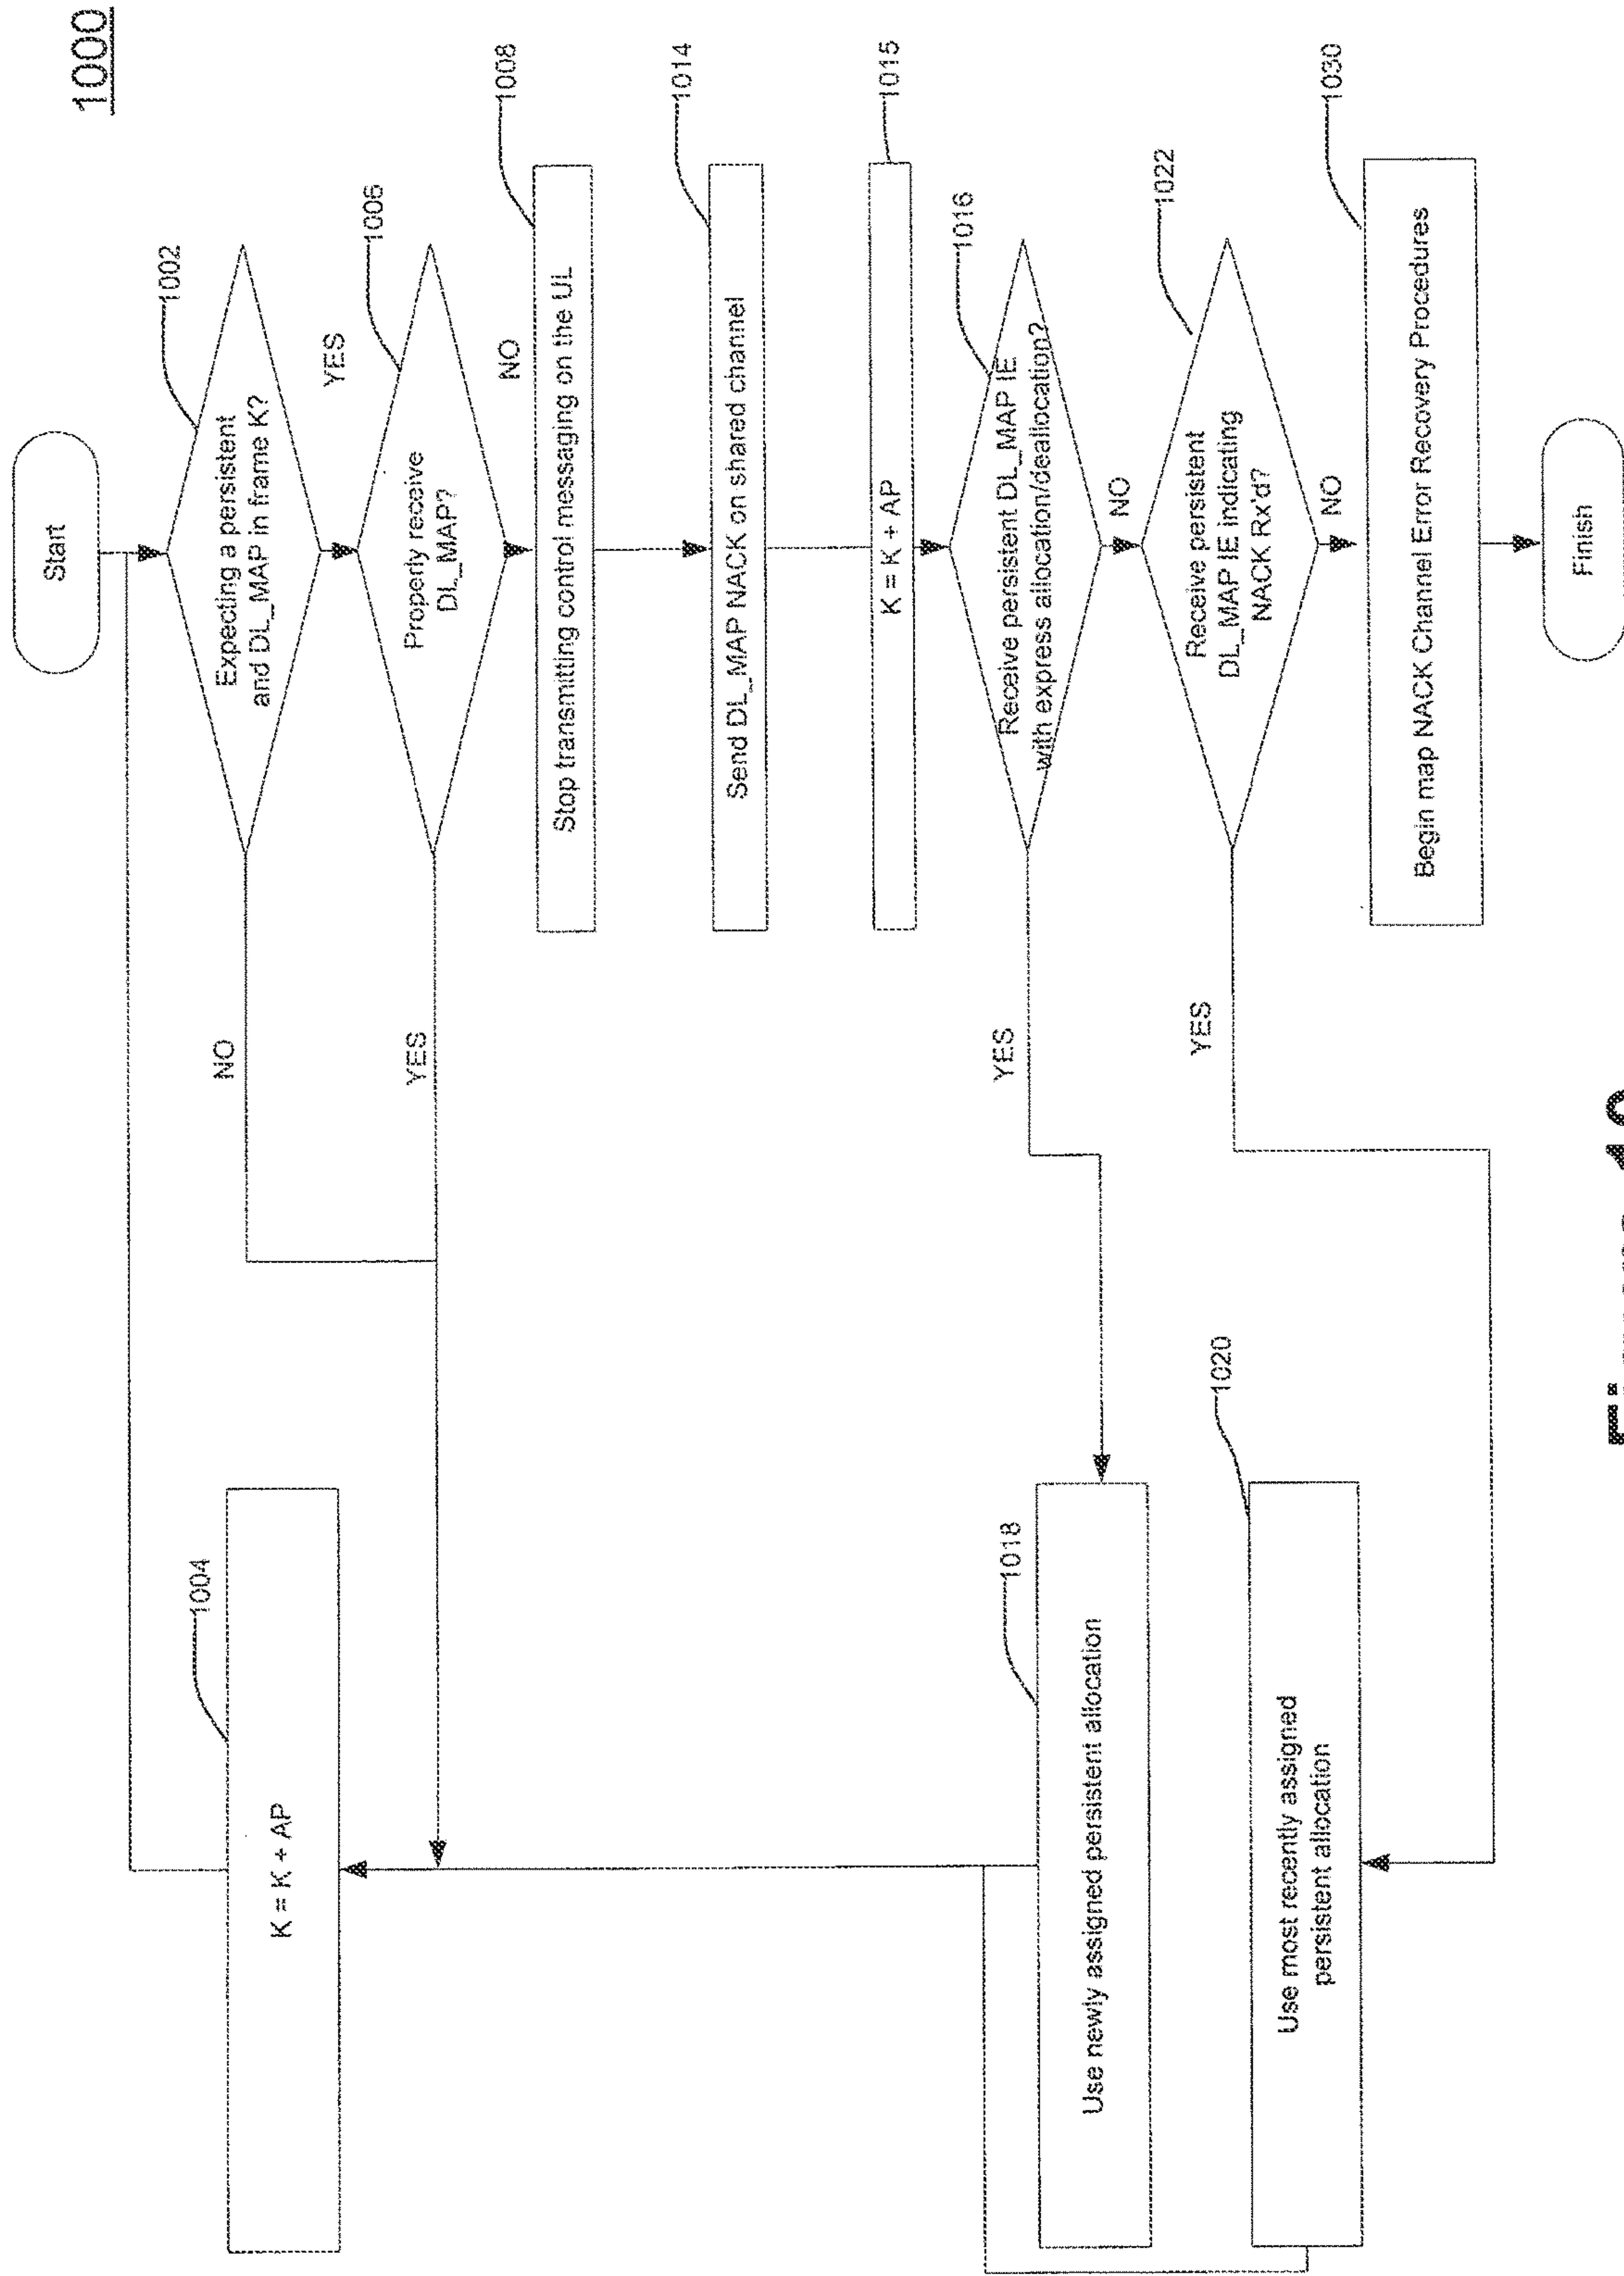 1000
Start
1002
Expecting a persistent
and DL_MAP in frame K?
YES
NO
1004
K = K + AP
1006
Properly receive
DL_MAP?
NO
YES
1008
Stop transmitting control messaging on the UL
1014
Send DL_MAP NACK on shared channel
1015
K = K + AP
1016
Receive persistent DL_MAP IE
with express allocation/deallocation?
NO
YES
1018
Use newly assigned persistent allocation
1022
Receive persistent
DL_MAP IE indicating
NACK Rx'd?
NO
YES
1020
Use most recently assigned
persistent allocation
1030
Begin map NACK Channel Error Recovery Procedures
Finish